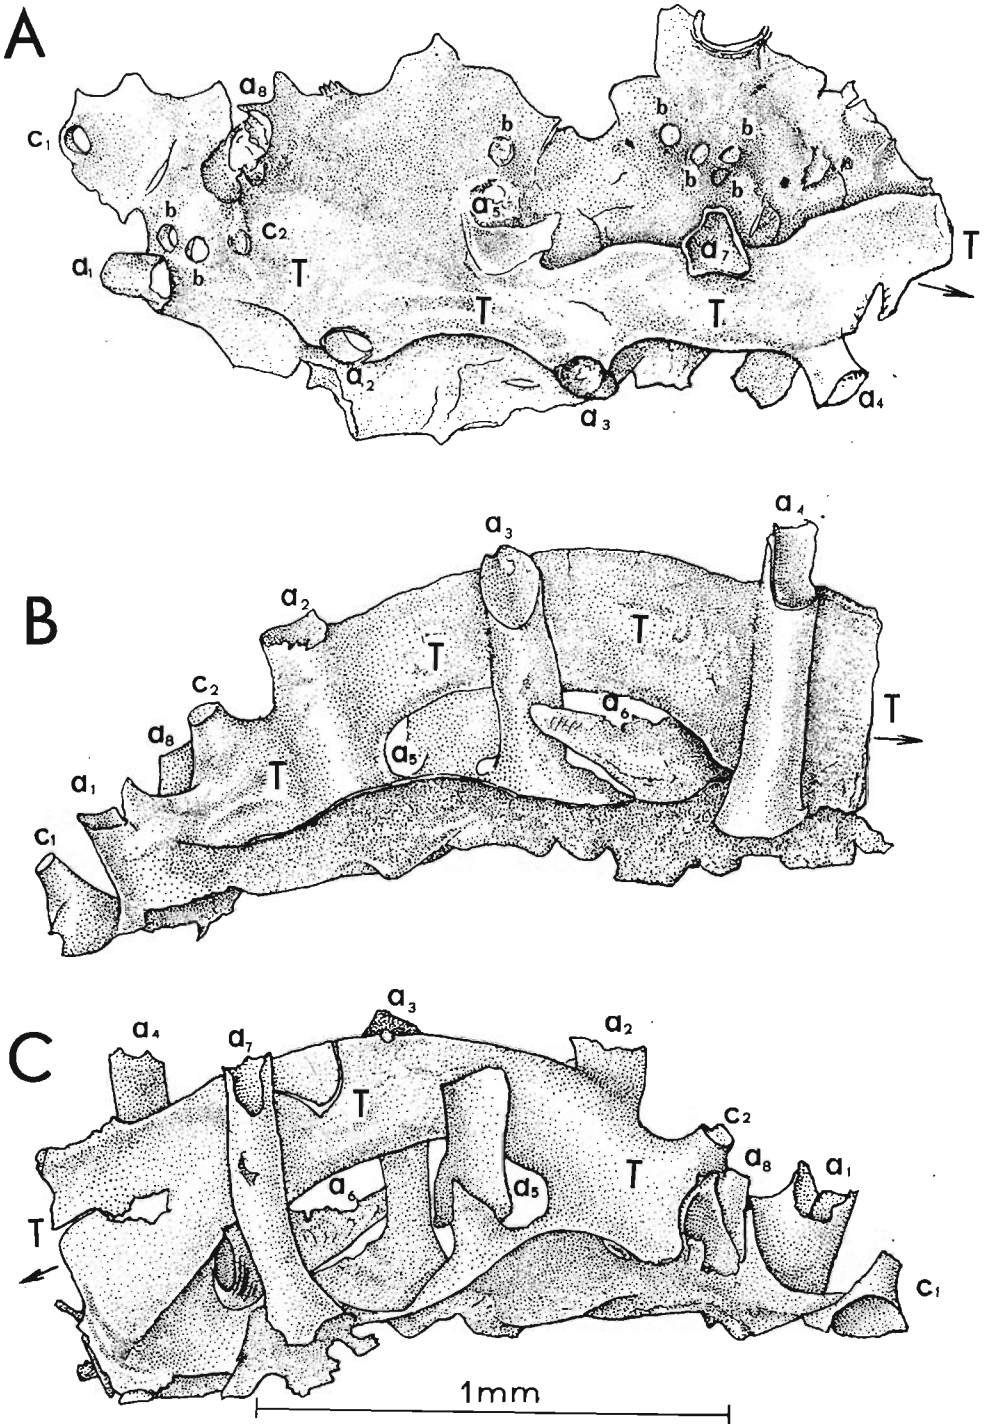 A
a₈
c₁
b
b
b
b
b
b
b
a₅
c₂
a₁
T
T
T
T
a₇
a₂
a₃
a₄
B
a₃
a₄
a₂
c₂
a₈
a₁
c₁
T
T
T
T
a₅
a₆
C
a₃
a₄
a₇
a₂
T
T
T
c₂
a₈
a₁
a₆
a₅
c₁
1mm